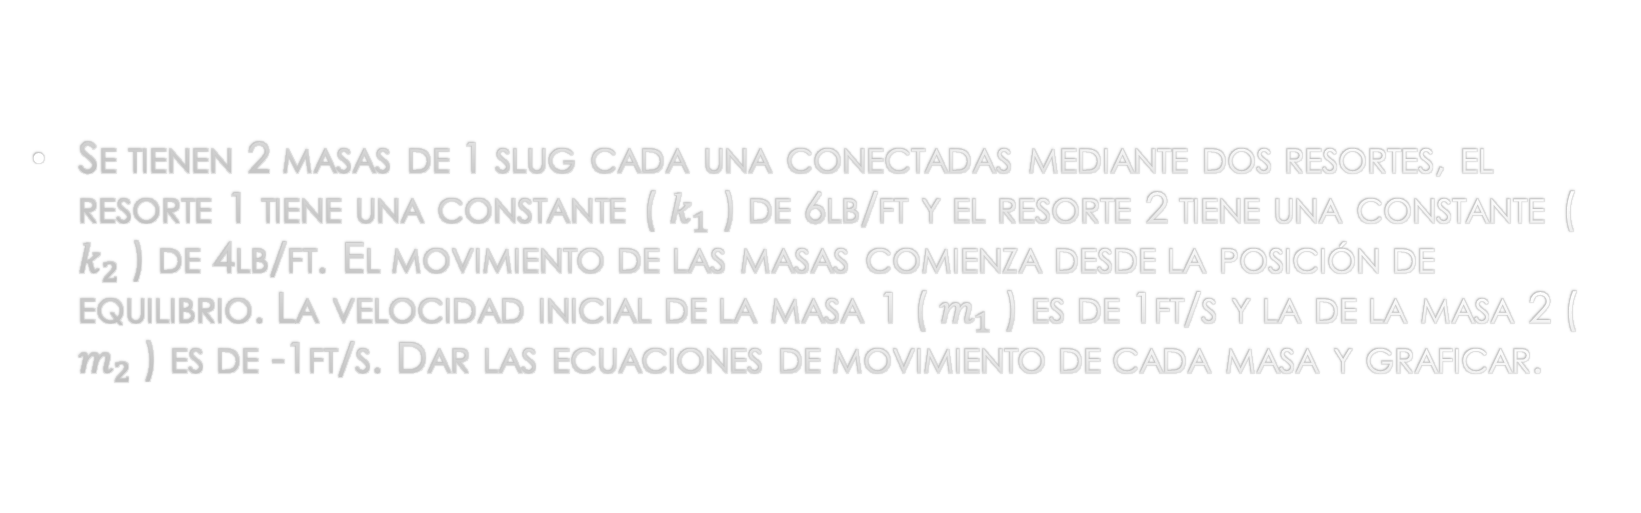 • SE TIENEN 2 MASAS DE 1 SLUG CADA UNA CONECTADAS MEDIANTE DOS RESORTES, EL
RESORTE 1 TIENE UNA CONSTANTE ( k₁ ) DE 6LB/FT Y EL RESORTE 2 TIENE UNA CONSTANTE (
k₂ ) DE 4LB/FT. EL MOVIMIENTO DE LAS MASAS COMIENZA DESDE LA POSICIÓN DE
EQUILIBRIO. LA VELOCIDAD INICIAL DE LA MASA 1 ( m₁ ) ES DE 1FT/S Y LA DE LA MASA 2 (
m₂ ) ES DE -1FT/S. DAR LAS ECUACIONES DE MOVIMIENTO DE CADA MASA Y GRAFICAR.